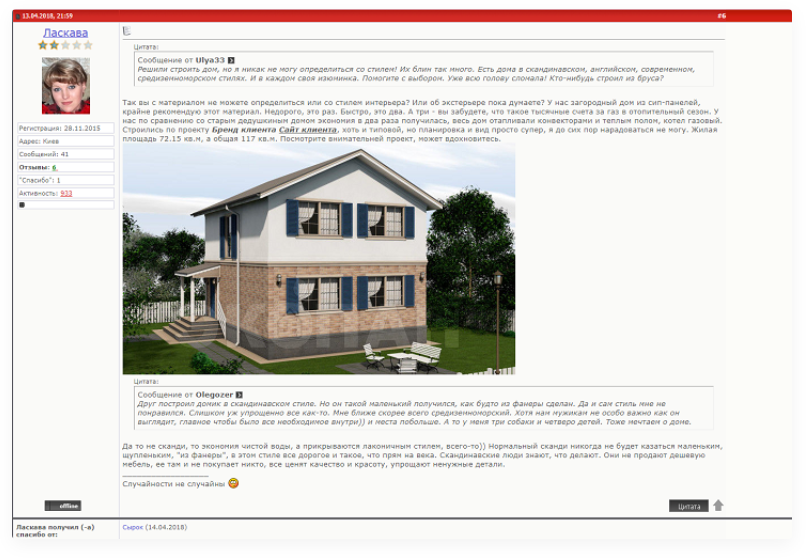 13.04.2018, 21:59
#6
Ласкава
Регистрация: 28.11.2015
Адрес: Киев
Сообщений: 41
Отзывы: 6
"Спасибо": 1
Активность: 933
offline
Цитата:
Сообщение от Ulya33
Решили строить дом, но я никак не могу определиться со стилем! Их блин так много. Есть дома в скандинавском, английском, современном,
средиземноморском стилях. И в каждом своя изюминка. Помогите с выбором. Уже всю голову сломала! Кто-нибудь строил из бруса?
Так вы с материалом не можете определиться или со стилем интерьера? Или об экстерьере пока думаете? У нас загородный дом из сип-панелей,
крайне рекомендую этот материал. Недорого, это раз. Быстро, это два. А три - вы забудете, что такое тысячные счета за газ в отопительный сезон. У
нас по сравнению со старым дедушкиным домом экономия в два раза получилась, весь дом отапливали конвекторами и теплым полом, котел газовый.
Строились по проекту Бренд клиента Сайт клиента, хоть и типовой, но планировка и вид просто супер, я до сих пор нарадоваться не могу. Жилая
площадь 72.15 кв.м, а общая 117 кв.м. Посмотрите внимательней проект, может вдохновитесь.
ЭКОПАН
Цитата:
Сообщение от Olegozer
Друг построил домик в скандинавском стиле. Но он такой маленький получился, как будто из фанеры сделан. Да и сам стиль мне не
понравился. Слишком уж упрощенно все как-то. Мне ближе скорее всего средиземноморский. Хотя нам мужикам не особо важно как он
выглядит, главное чтобы было все необходимое внутри)) и места побольше. А то у меня три собаки и четверо детей. Тоже мечтаем о доме.
Да то не сканди, то экономия чистой воды, а прикрываются лаконичным стилем, всего-то)) Нормальный сканди никогда не будет казаться маленьким,
щупленьким, "из фанеры", в этом стиле все дорогое и такое, что прям на века. Скандинавские люди знают, что делают. Они не продают дешевую
мебель, ее там и не покупает никто, все ценят качество и красоту, упрощают ненужные детали.
Случайности не случайны
Цитата
Ласкава получил (-а)
спасибо от:
Сырок (14.04.2018)